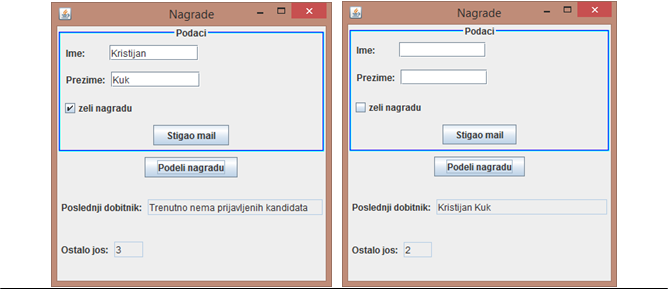 Nagrade
Podaci
Ime: Kristijan
Prezime: Kuk
zeli nagradu
Stigao mail
Podeli nagradu
Poslednji dobitnik: Trenutno nema prijavljenih kandidata
Ostalo jos: 3
Nagrade
Podaci
Ime:
Prezime:
zeli nagradu
Stigao mail
Podeli nagradu
Poslednji dobitnik: Kristijan Kuk
Ostalo jos: 2